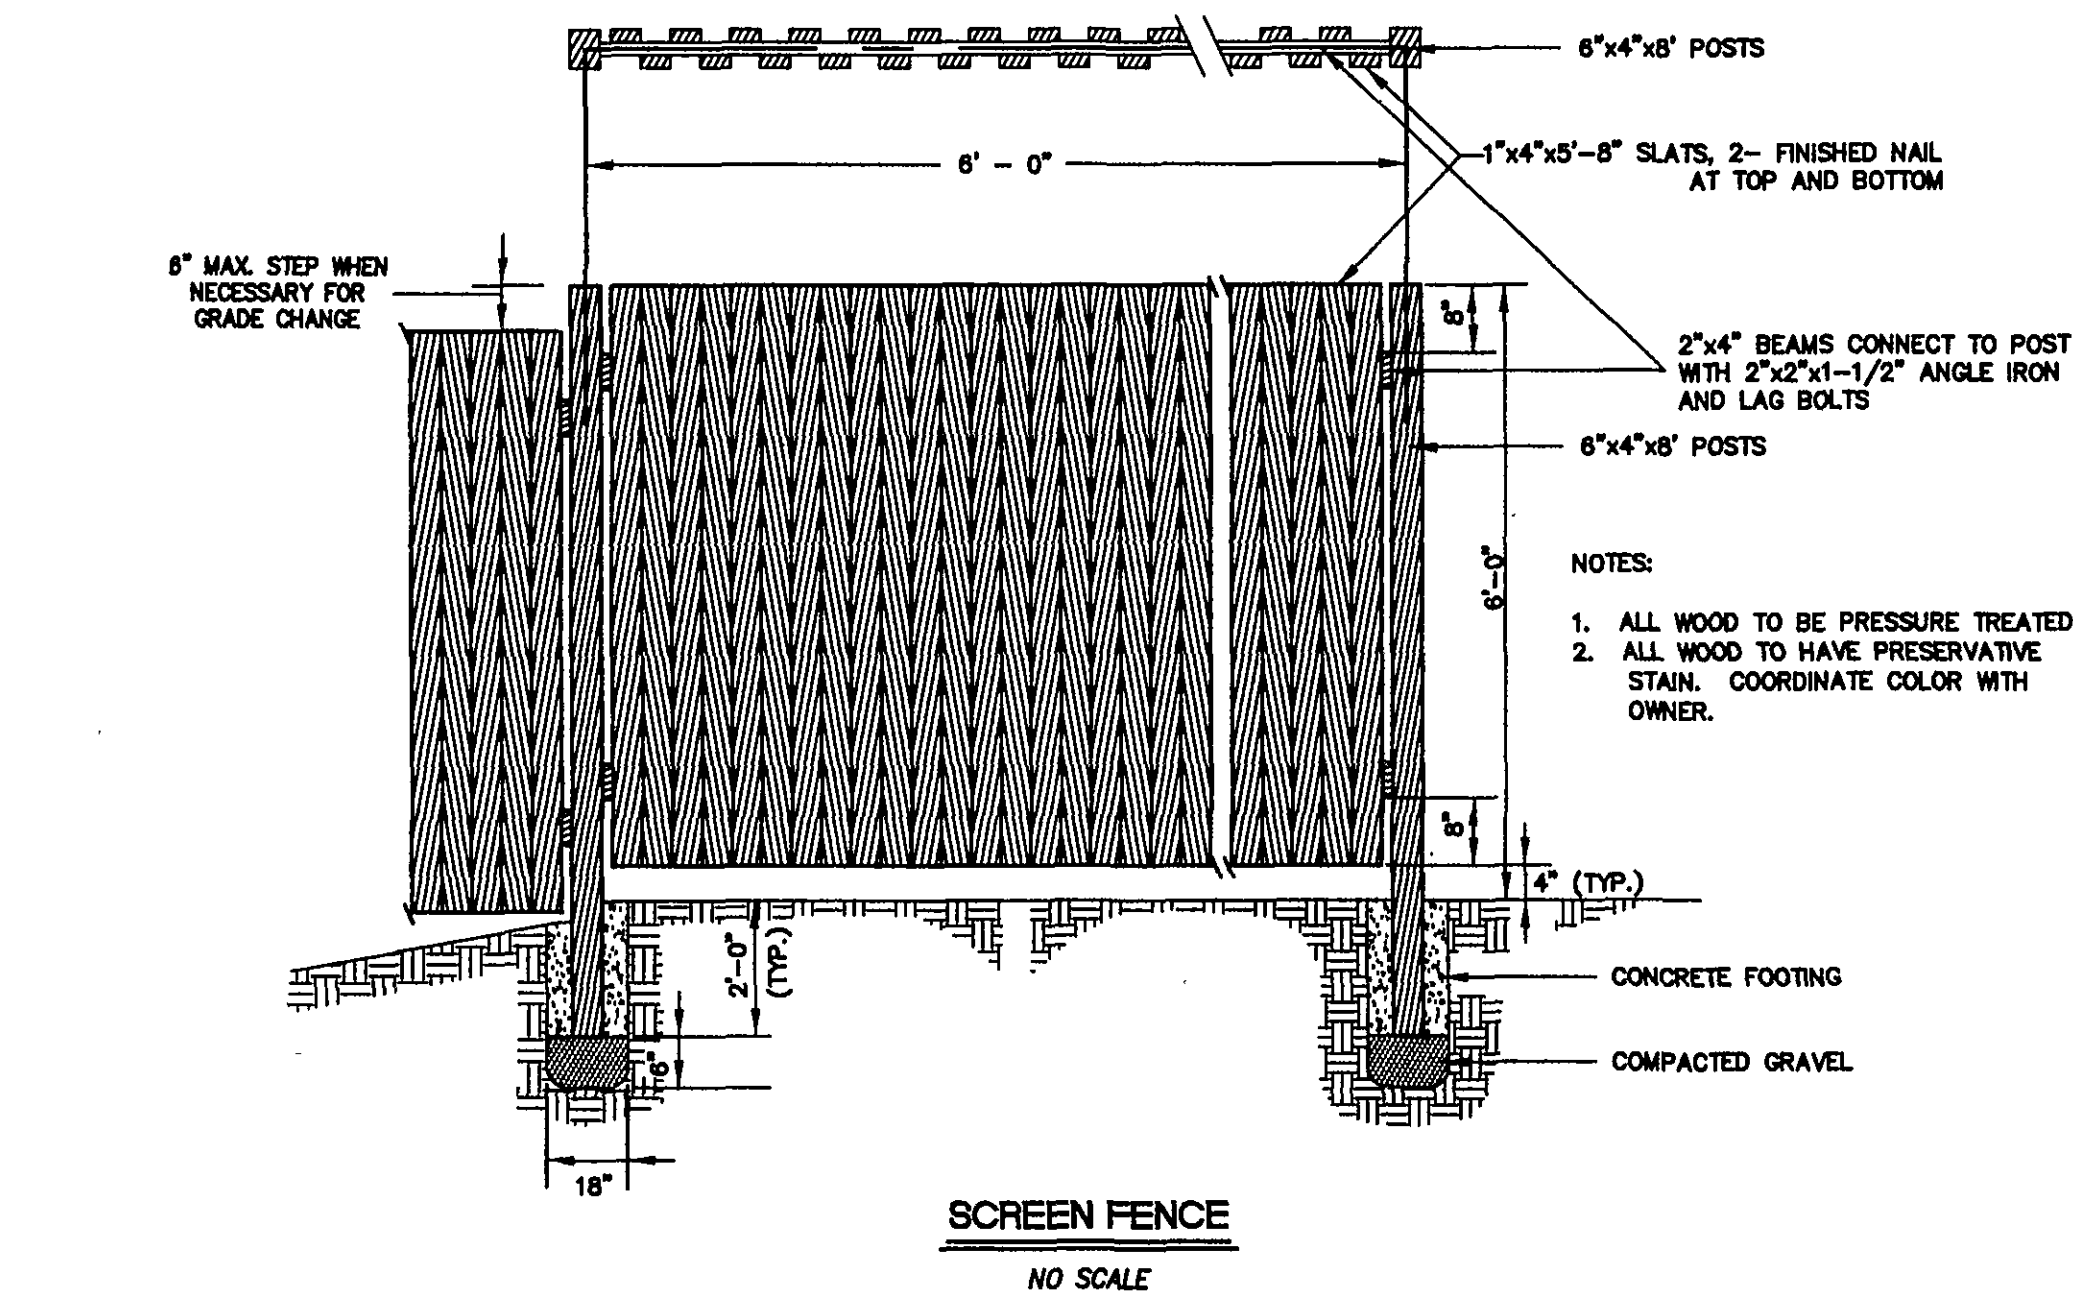 6"x4"x8' POSTS
6' - 0"
1"x4"x5'-8" SLATS, 2- FINISHED NAIL
AT TOP AND BOTTOM
6" MAX. STEP WHEN
NECESSARY FOR
GRADE CHANGE
8"
2"x4" BEAMS CONNECT TO POST
WITH 2"x2"x1-1/2" ANGLE IRON
AND LAG BOLTS
6"x4"x8' POSTS
6'-0"
NOTES:
1. ALL WOOD TO BE PRESSURE TREATED
2. ALL WOOD TO HAVE PRESERVATIVE
STAIN. COORDINATE COLOR WITH
OWNER.
8"
4" (TYP.)
2'-0"
(TYP.)
CONCRETE FOOTING
6"
COMPACTED GRAVEL
18"
SCREEN FENCE
NO SCALE